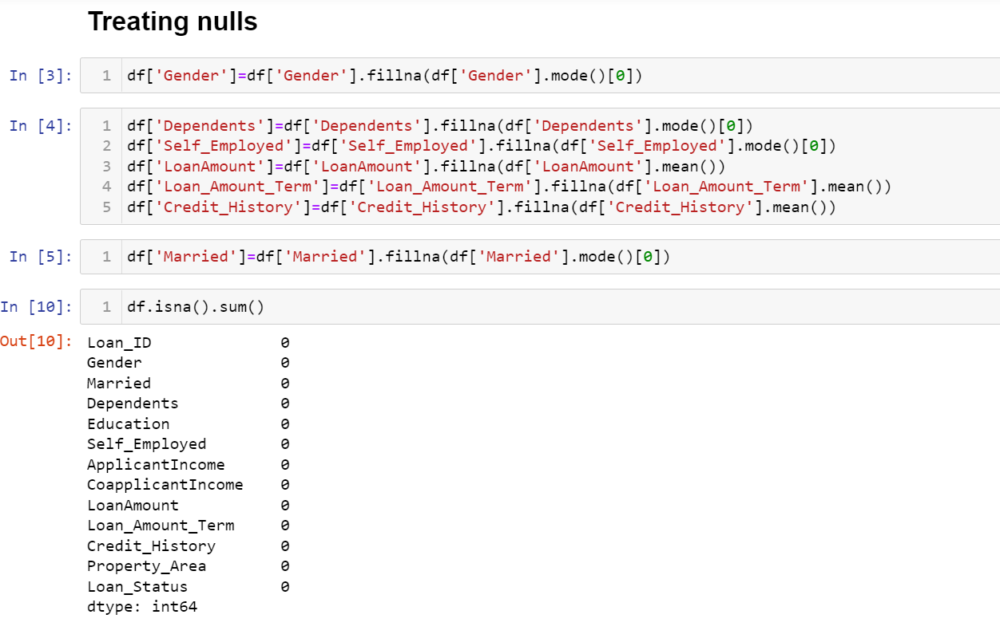 Treating nulls
In [3]: 1 df['Gender']=df['Gender'].fillna(df['Gender'].mode()[0])
In [4]: 1 df['Dependents']=df['Dependents'].fillna(df['Dependents'].mode()[0])
2 df['Self_Employed']=df['Self_Employed'].fillna(df['Self_Employed'].mode()[0])
3 df['LoanAmount']=df['LoanAmount'].fillna(df['LoanAmount'].mean())
4 df['Loan_Amount_Term']=df['Loan_Amount_Term'].fillna(df['Loan_Amount_Term'].mean())
5 df['Credit_History']=df['Credit_History'].fillna(df['Credit_History'].mean())
In [5]: 1 df['Married']=df['Married'].fillna(df['Married'].mode()[0])
In [10]: 1 df.isna().sum()
Out[10]: Loan_ID 0
Gender 0
Married 0
Dependents 0
Education 0
Self_Employed 0
ApplicantIncome 0
CoapplicantIncome 0
LoanAmount 0
Loan_Amount_Term 0
Credit_History 0
Property_Area 0
Loan_Status 0
dtype: int64